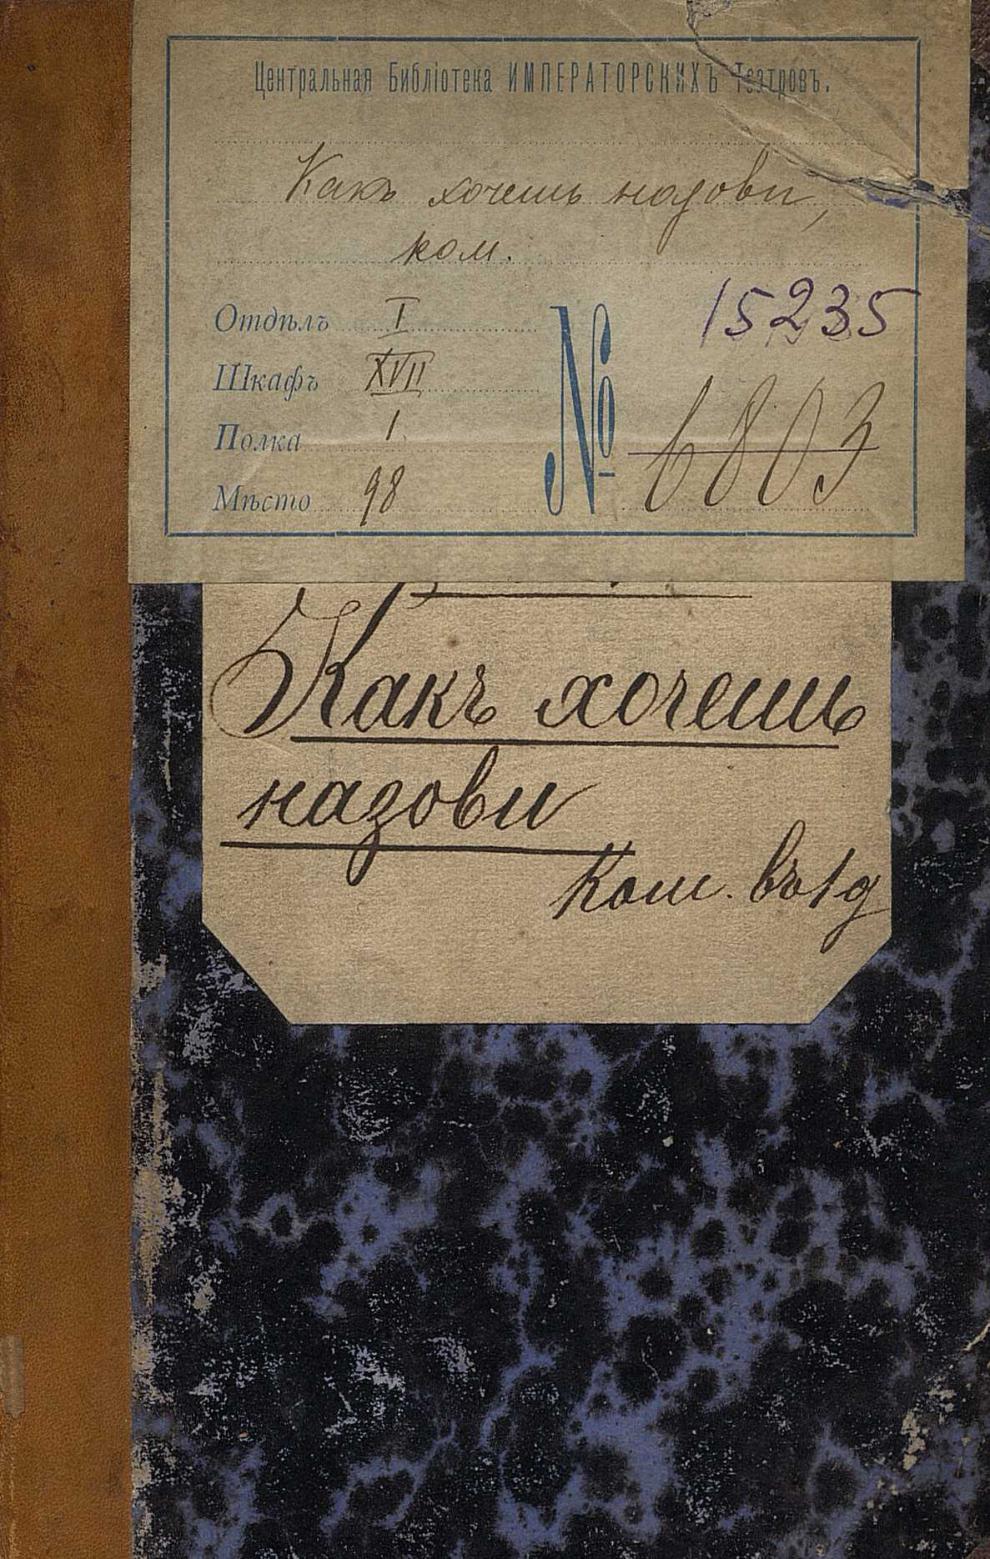 Центральная Библіотека ИМПЕРАТОРСКИХЪ Театровъ.
Какъ хочешь назови,
ком.
15235
Отдѣлъ I
Шкафъ XVII
№ 6803
Полка 1
Мѣсто 98
Какъ хочешь
назови
Ком. въ 1 д